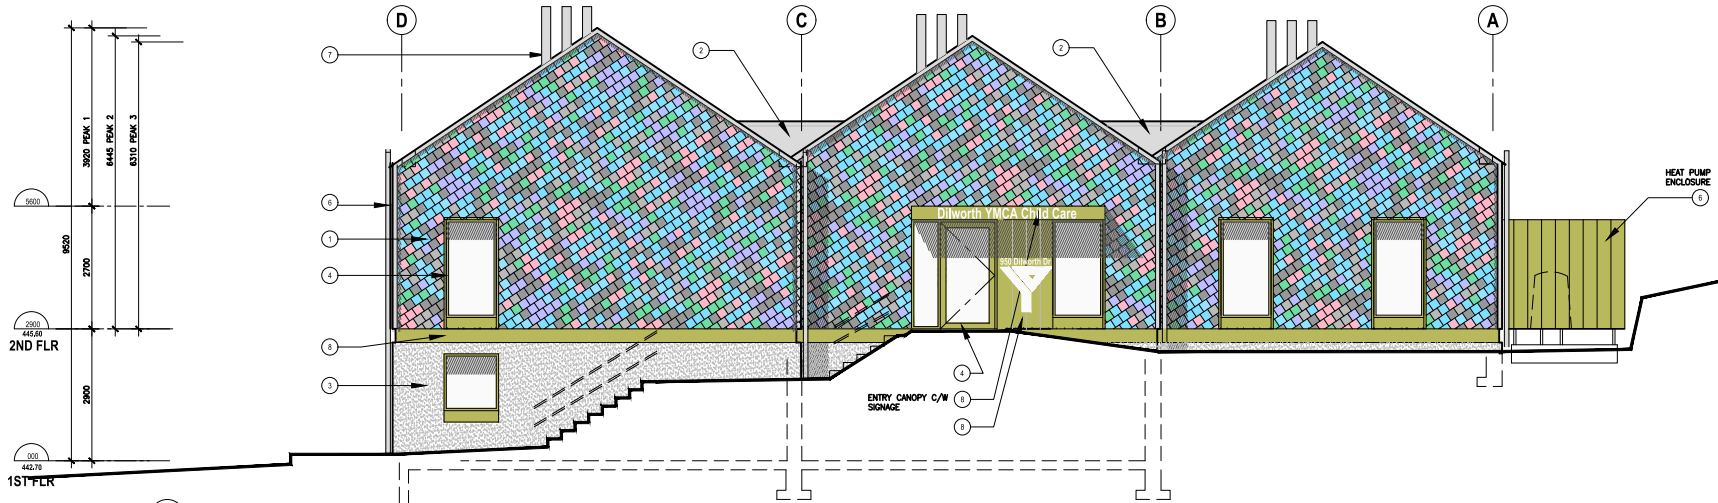 D
C
B
A
7
2
2
3920 PEAK 1
6445 PEAK 2
6310 PEAK 3
HEAT PUMP
ENCLOSURE
6
5600
6
Dilworth YMCA Child Care
1
9520
2700
4
950 Dilworth Dr
2900
445.60
2ND FLR
8
3
4
2900
ENTRY CANOPY C/W
SIGNAGE
8
8
000
442.70
1ST FLR